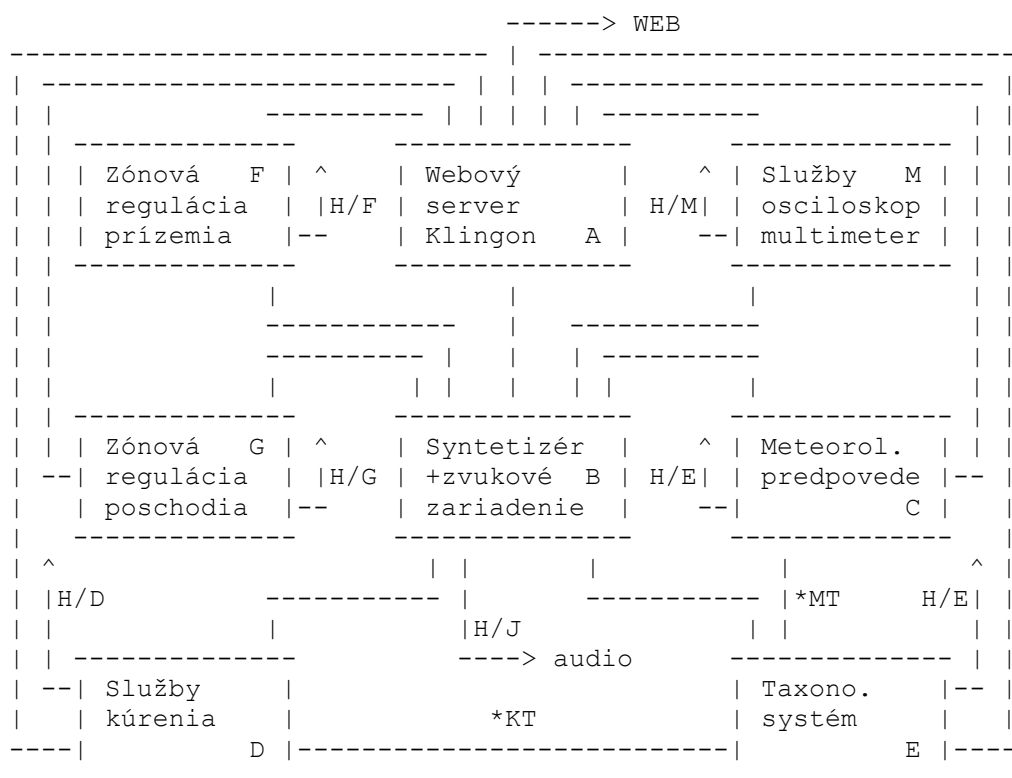 ------> WEB
Zónová F ^ Webový ^ Služby M
regulácia |H/F server H/M| osciloskop
prízemia Klingon A multimeter
Zónová G ^ Syntetizér ^ Meteorol.
regulácia |H/G +zvukové B H/E| predpovede
poschodia zariadenie C
^ ^
|H/D *MT H/E|
|H/J
----> audio
Služby Taxono.
kúrenia *KT systém
D E